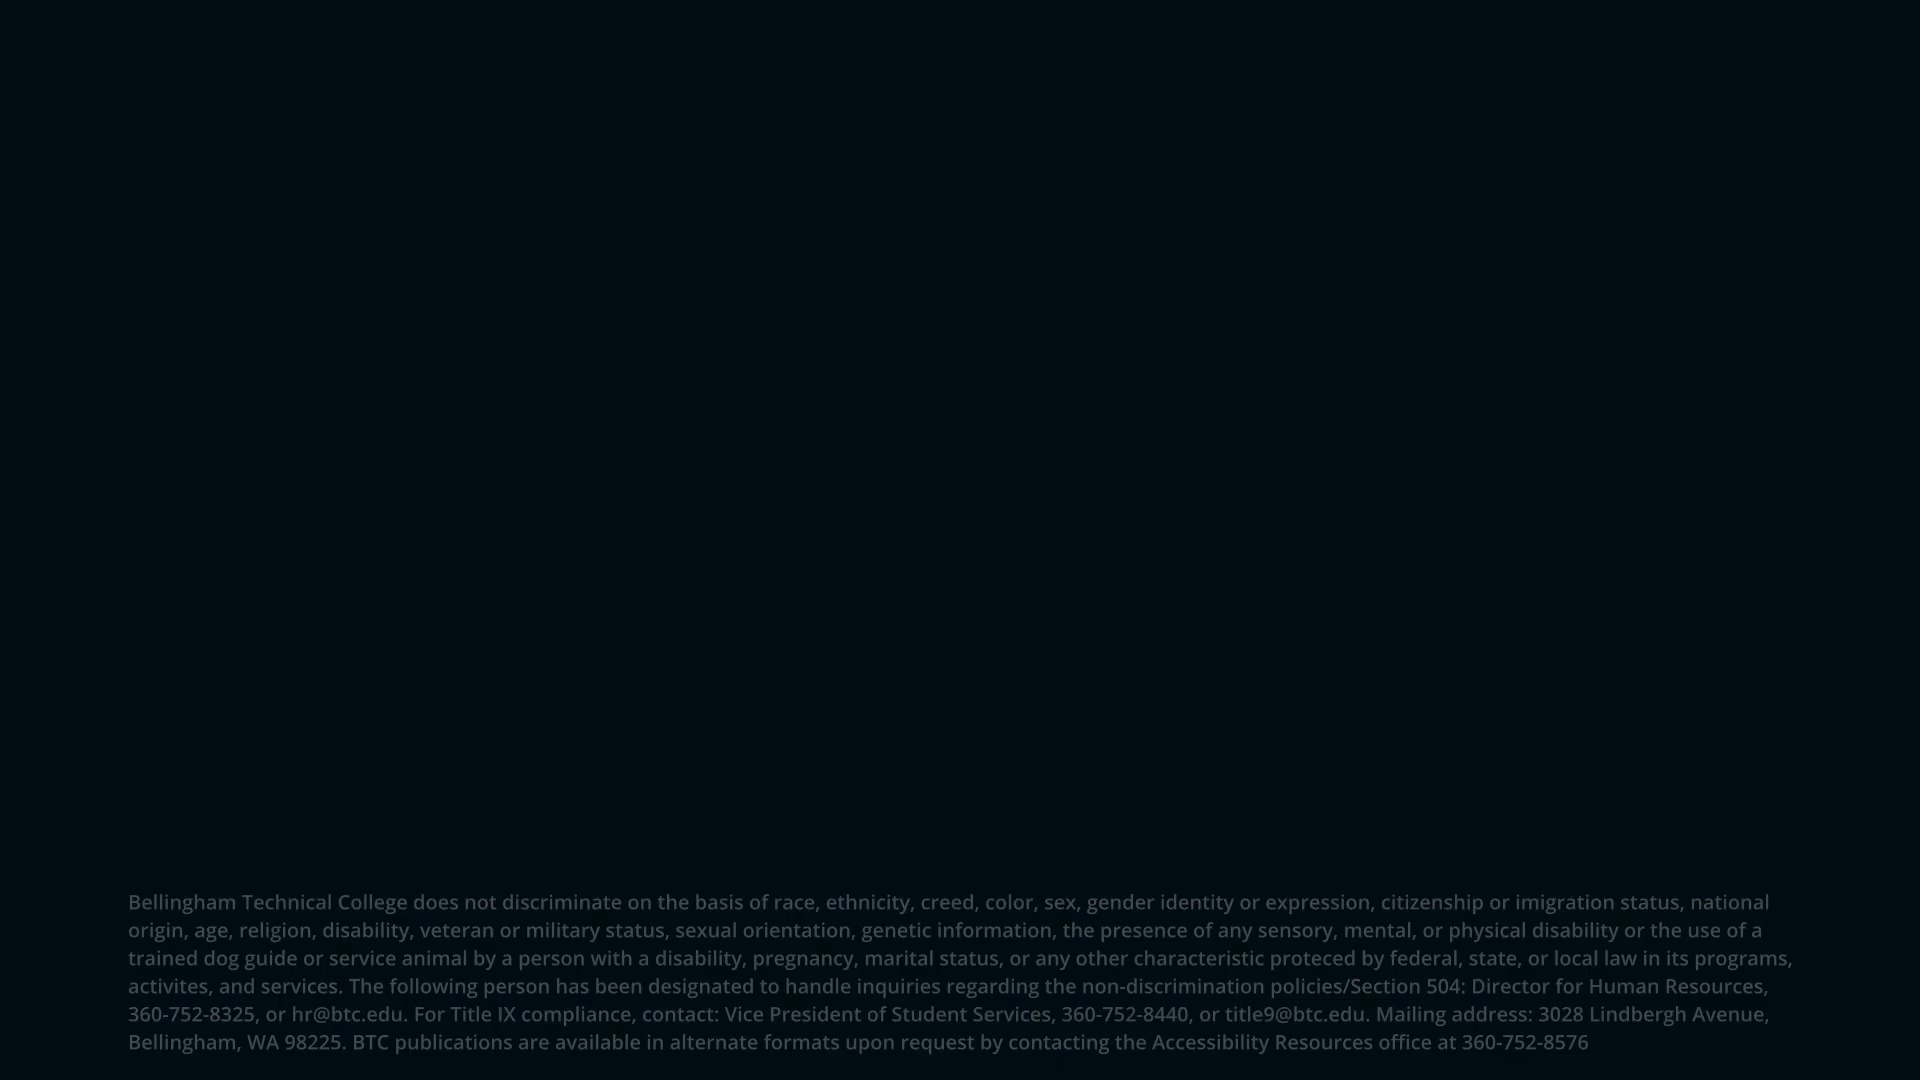 Bellingham Technical College does not discriminate on the basis of race, ethnicity, creed, color, sex, gender identity or expression, citizenship or imigration status, national
origin, age, religion, disability, veteran or military status, sexual orientation, genetic information, the presence of any sensory, mental, or physical disability or the use of a
trained dog guide or service animal by a person with a disability, pregnancy, marital status, or any other characteristic proteced by federal, state, or local law in its programs,
activites, and services. The following person has been designated to handle inquiries regarding the non-discrimination policies/Section 504: Director for Human Resources,
360-752-8325, or hr@btc.edu. For Title IX compliance, contact: Vice President of Student Services, 360-752-8440, or title9@btc.edu. Mailing address: 3028 Lindbergh Avenue,
Bellingham, WA 98225. BTC publications are available in alternate formats upon request by contacting the Accessibility Resources office at 360-752-8576